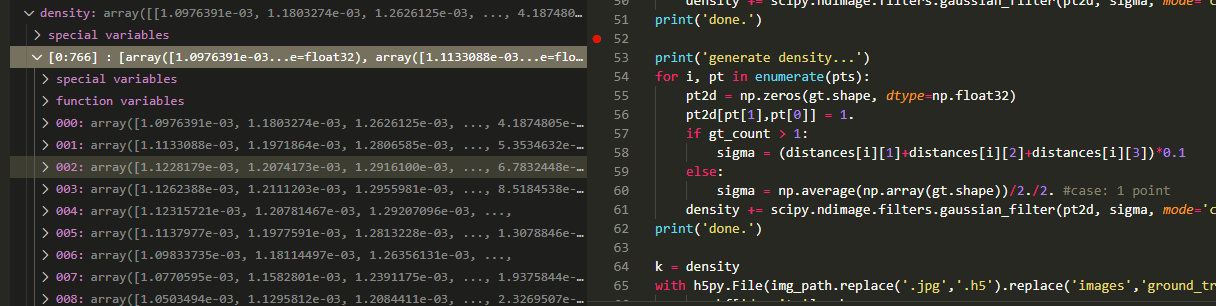 density: array([[1.0976391e-03, 1.1803274e-03, 1.2626125e-03, ..., 4.187480…
special variables
[0:766] : [array([1.0976391e-03...e=float32), array([1.1133088e-03...e=flo…
special variables
function variables
000: array([1.0976391e-03, 1.1803274e-03, 1.2626125e-03, ..., 4.1874805e-…
001: array([1.1133088e-03, 1.1971864e-03, 1.2806585e-03, ..., 5.3534632e-…
002: array([1.1228179e-03, 1.2074173e-03, 1.2916100e-03, ..., 6.7832448e-…
003: array([1.1262388e-03, 1.2111203e-03, 1.2955981e-03, ..., 8.5184538e-…
004: array([1.12315721e-03, 1.20781467e-03, 1.29207096e-03, ...,
005: array([1.1137977e-03, 1.1977591e-03, 1.2813228e-03, ..., 1.3078846e-…
006: array([1.09833735e-03, 1.18114497e-03, 1.26356131e-03, ...,
007: array([1.0770595e-03, 1.1582801e-03, 1.2391175e-03, ..., 1.9375844e-…
008: array([1.0503494e-03, 1.1295812e-03, 1.2084411e-03, ..., 2.3269507e-…
50 density += scipy.ndimage.filters.gaussian_filter(pt2d, sigma, mode='c
51 print('done.')
52
53 print('generate density...')
54 for i, pt in enumerate(pts):
55 pt2d = np.zeros(gt.shape, dtype=np.float32)
56 pt2d[pt[1],pt[0]] = 1.
57 if gt_count > 1:
58 sigma = (distances[i][1]+distances[i][2]+distances[i][3])*0.1
59 else:
60 sigma = np.average(np.array(gt.shape))/2./2. #case: 1 point
61 density += scipy.ndimage.filters.gaussian_filter(pt2d, sigma, mode='c
62 print('done.')
63
64 k = density
65 with h5py.File(img_path.replace('.jpg','.h5').replace('images','ground_tr